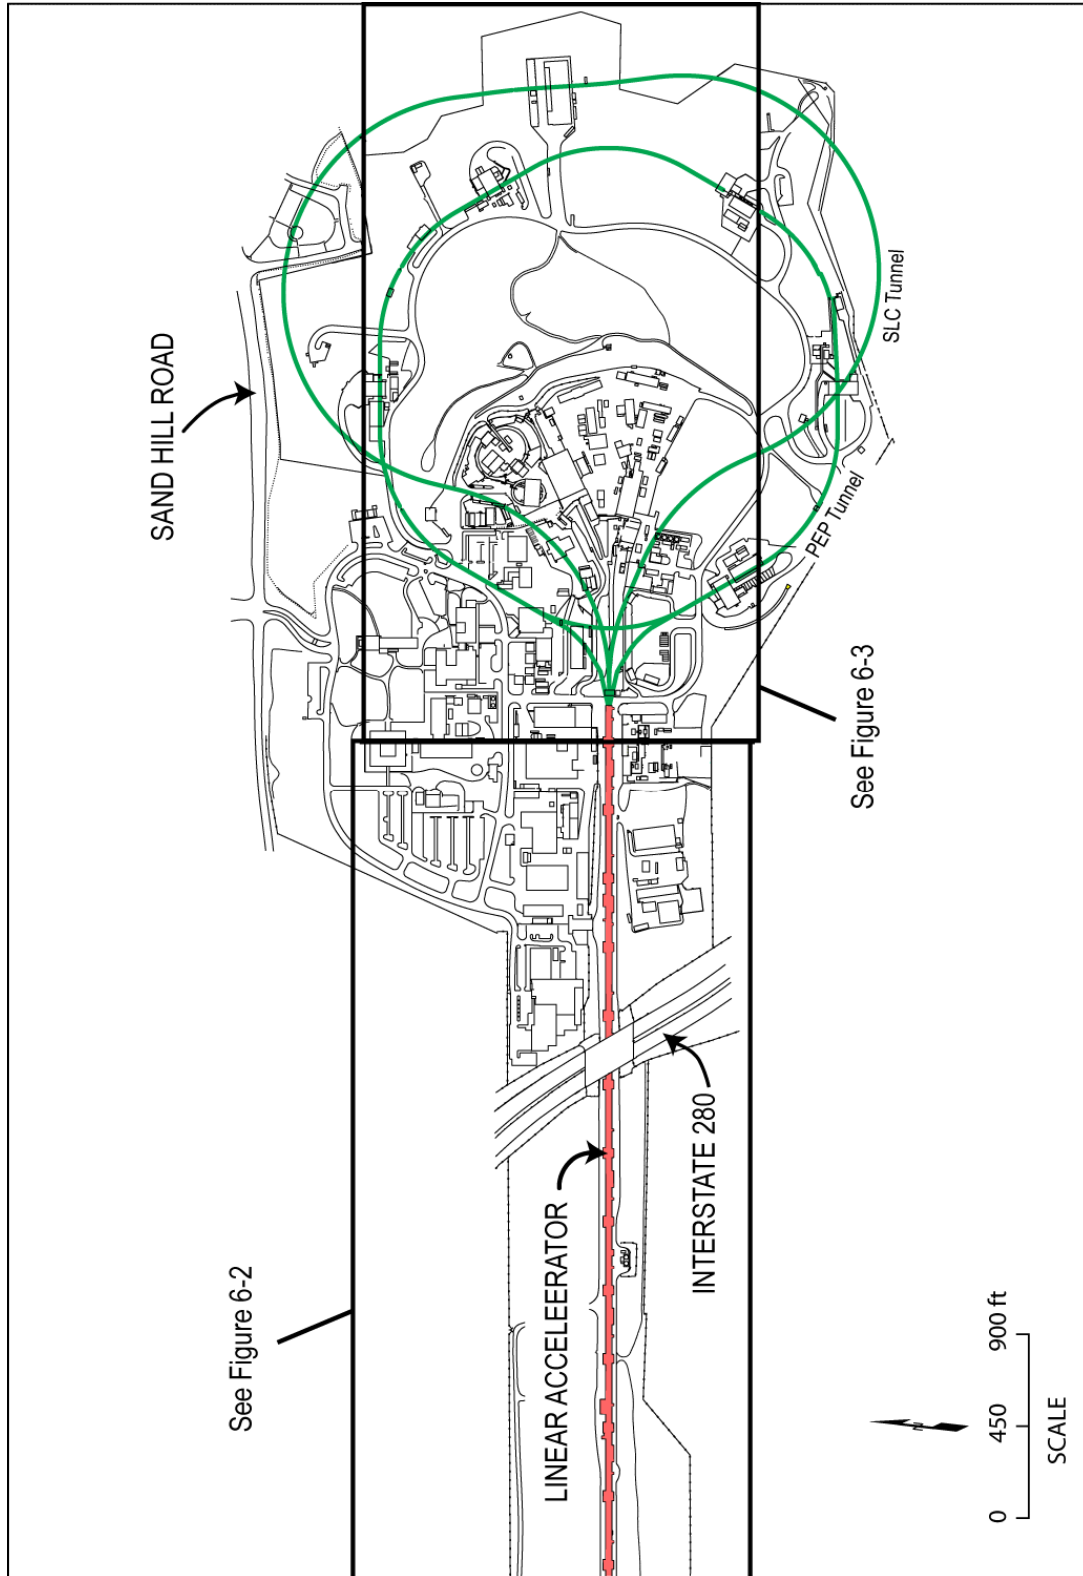 SAND HILL ROAD
SLC Tunnel
PEP Tunnel
See Figure 6-3
See Figure 6-2
LINEAR ACCELEERATOR
INTERSTATE 280
N
0 450 900 ft
SCALE